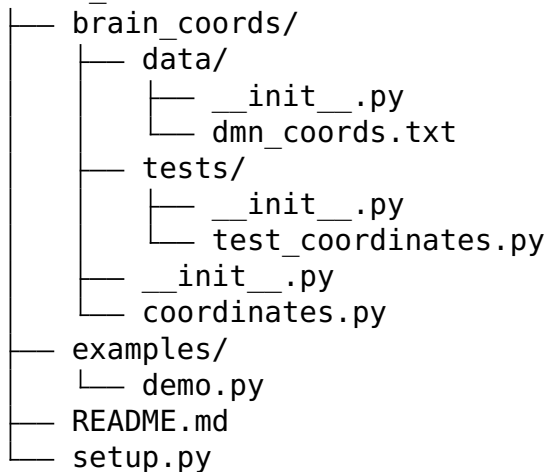 ├── brain_coords/
│   ├── data/
│   │   ├── __init__.py
│   │   └── dmn_coords.txt
│   ├── tests/
│   │   ├── __init__.py
│   │   └── test_coordinates.py
│   ├── __init__.py
│   └── coordinates.py
├── examples/
│   └── demo.py
├── README.md
└── setup.py